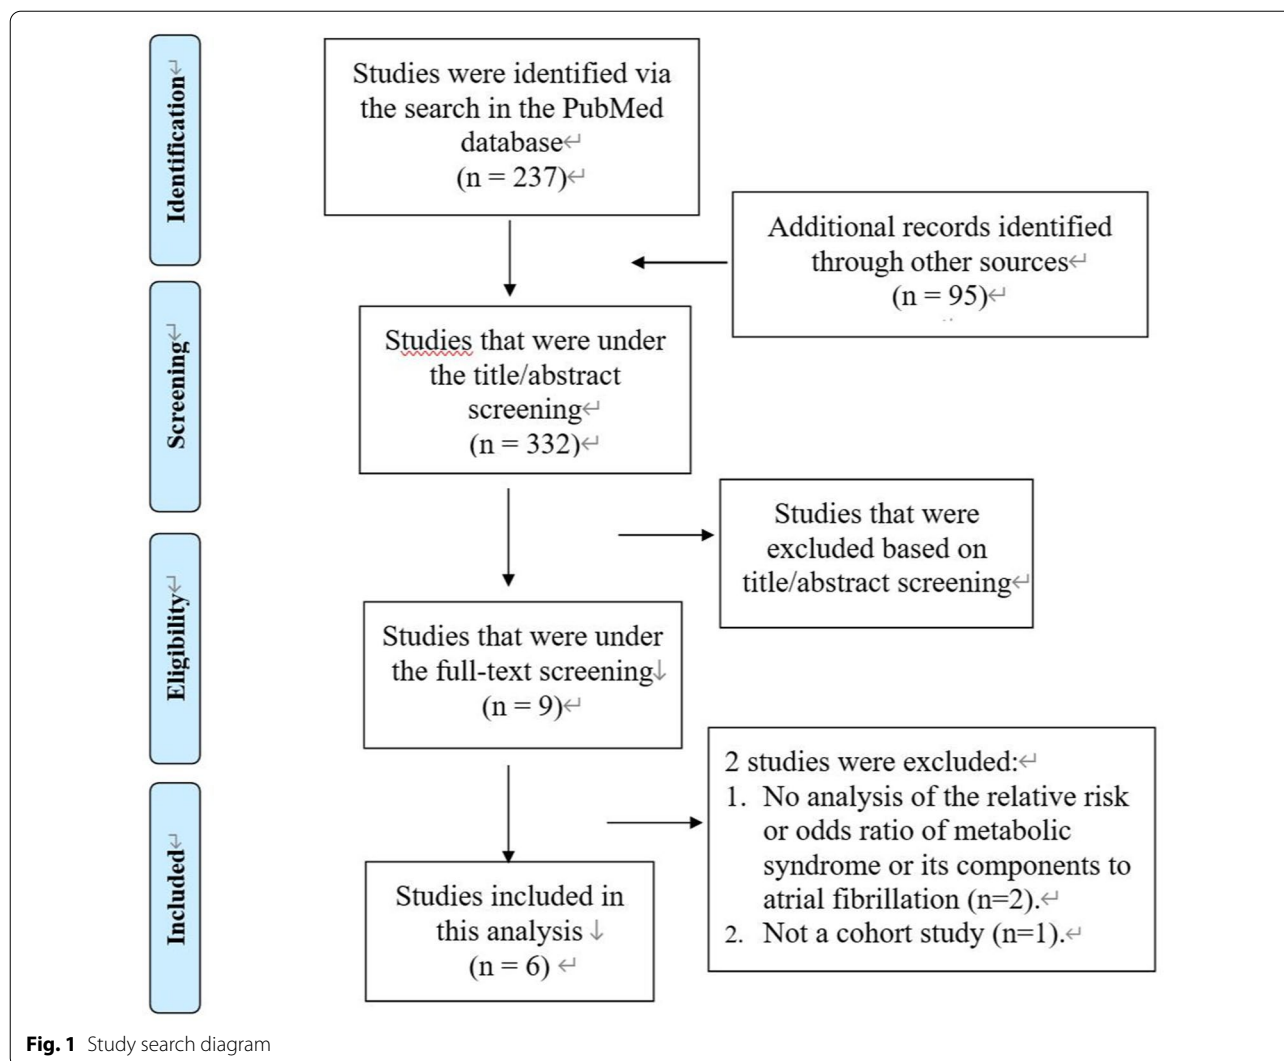 Identification↵
Studies were identified via
the search in the PubMed
database↵
(n = 237)↵
Additional records identified
through other sources↵
(n = 95)↵
Screening↵
Studies that were under
the title/abstract
screening↵
(n = 332)↵
Studies that were
excluded based on
title/abstract screening↵
Eligibility↵
Studies that were under
the full-text screening↓
(n = 9)↵
2 studies were excluded:↵
1. No analysis of the relative risk
or odds ratio of metabolic
syndrome or its components to
atrial fibrillation (n=2).↵
2. Not a cohort study (n=1).↵
Included↵
Studies included in
this analysis ↓
(n = 6) ↵
Fig. 1 Study search diagram